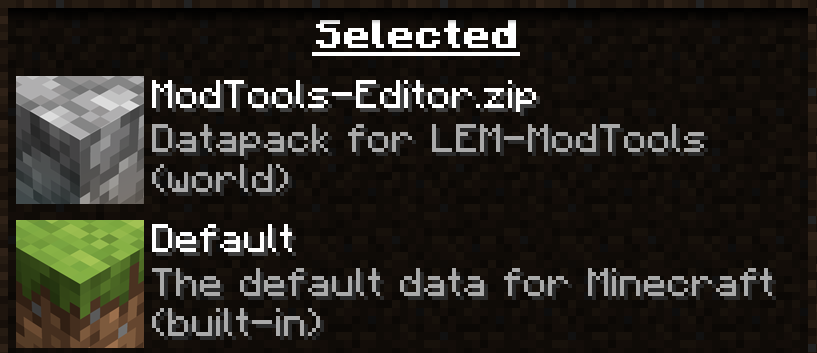 Selected
ModTools-Editor.zip
Datapack for LEM-ModTools
(world)
Default
The default data for Minecraft
(built-in)